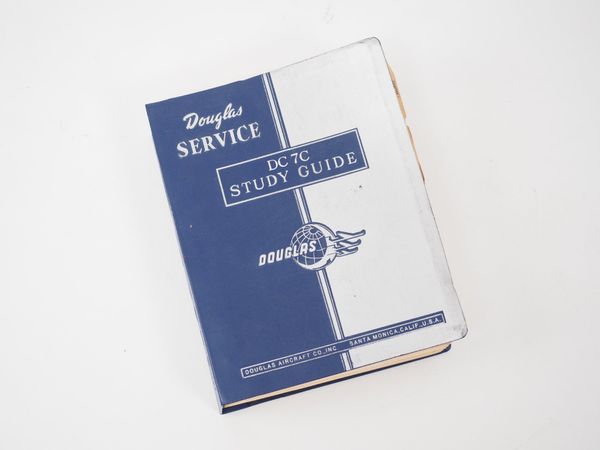 Douglas
SERVICE
DC 7C
STUDY GUIDE
DOUGLAS
DOUGLAS AIRCRAFT CO., INC. SANTA MONICA, CALIF., U.S.A.